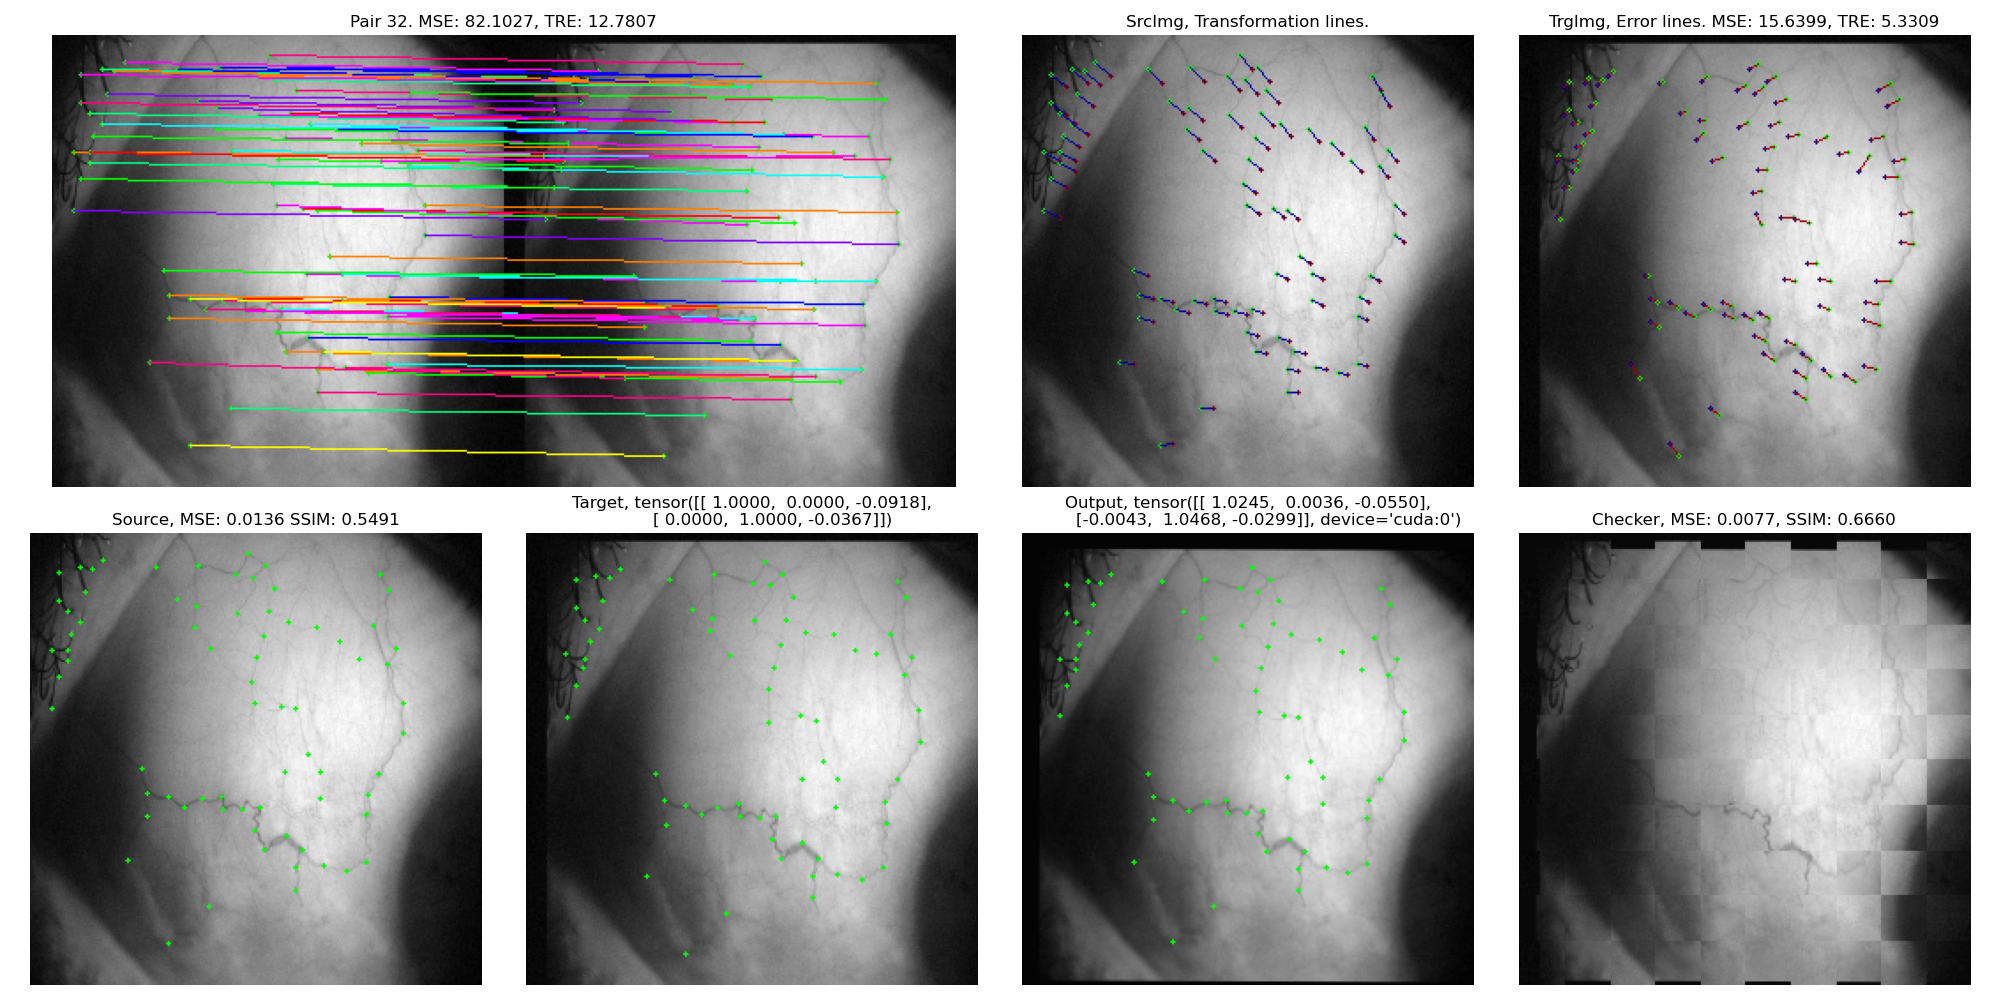 Pair 32. MSE: 82.1027, TRE: 12.7807
SrcImg, Transformation lines.
TrgImg, Error lines. MSE: 15.6399, TRE: 5.3309
Source, MSE: 0.0136 SSIM: 0.5491
Target, tensor([[ 1.0000,  0.0000, -0.0918],
[ 0.0000,  1.0000, -0.0367]])
Output, tensor([[ 1.0245,  0.0036, -0.0550],
[-0.0043,  1.0468, -0.0299]], device='cuda:0')
Checker, MSE: 0.0077, SSIM: 0.6660